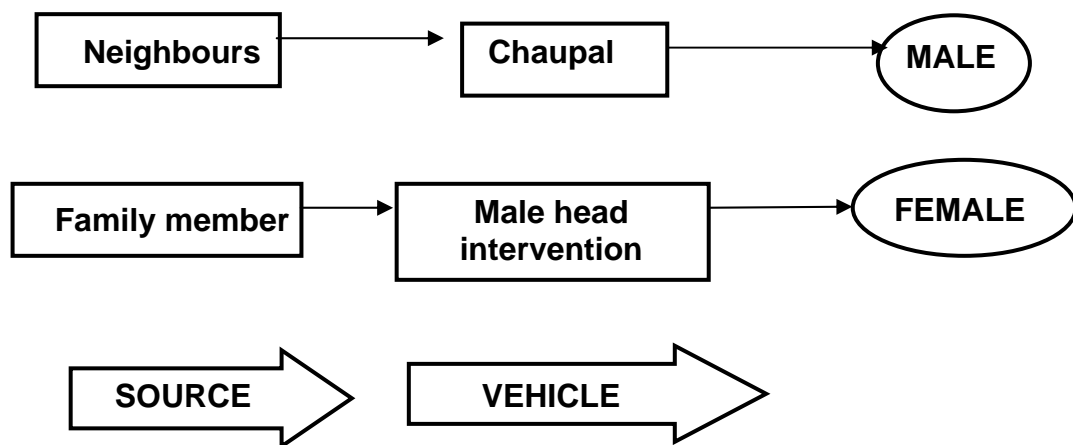 Neighbours
Chaupal
MALE
Family member
Male head
intervention
FEMALE
SOURCE
VEHICLE